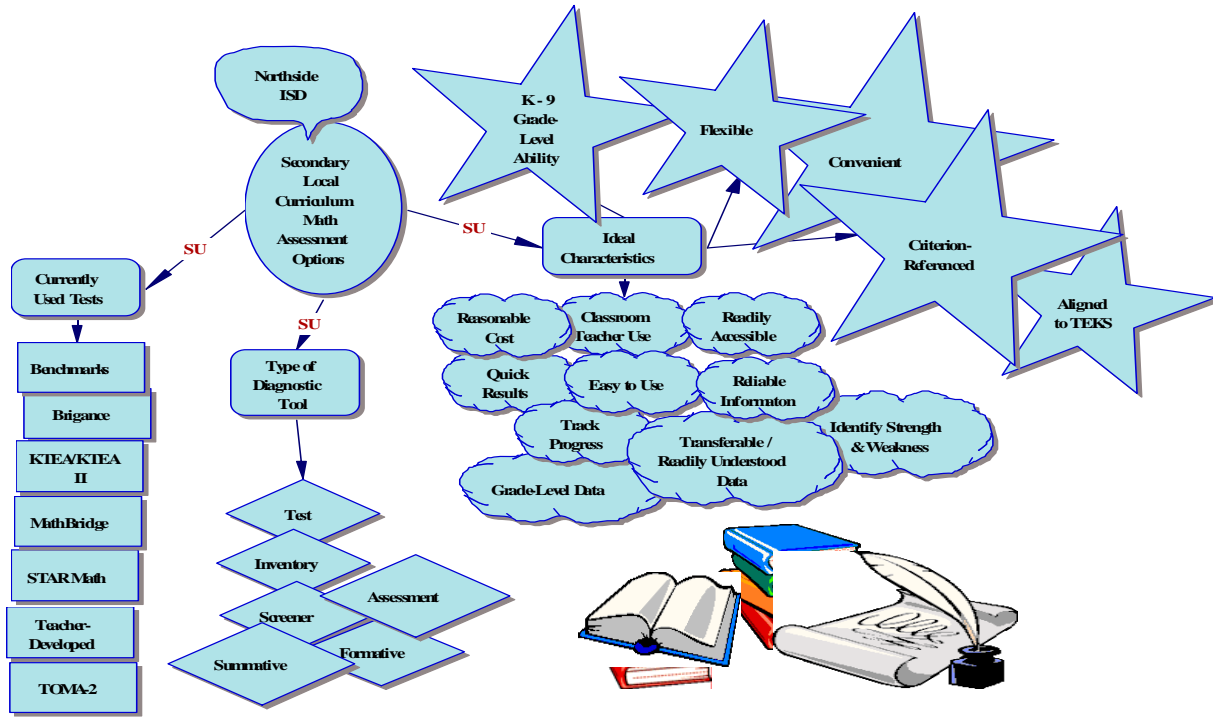 Northside
ISD
Secondary
Local
Curriculum
Math
Assessment
Options
SU
SU
SU
Currently
Used Tests
Benchmarks
Brigance
KTEA/KTEA
II
MathBridge
STAR Math
Teacher-
Developed
TOMA-2
Type of
Diagnostic
Tool
Test
Inventory
Screener
Assessment
Summative
Formative
Ideal
Characteristics
K - 9
Grade-
Level
Ability
Flexible
Convenient
Criterion-
Referenced
Aligned
to TEKS
Reasonable
Cost
Classroom
Teacher Use
Readily
Accessible
Quick
Results
Easy to Use
Reliable
Informaton
Track
Progress
Transferable /
Readily Understood
Data
Identify Strength
& Weakness
Grade-Level Data